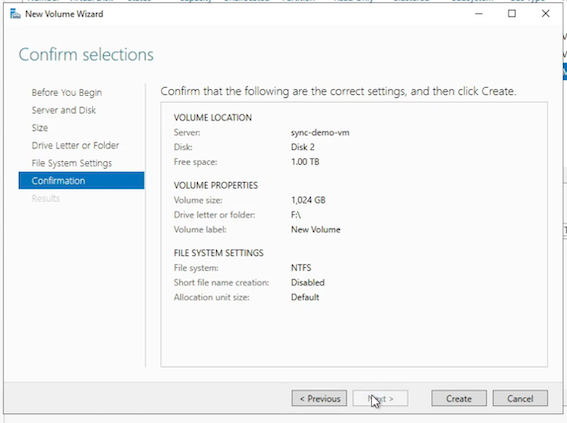 New Volume Wizard
Confirm selections
Before You Begin
Server and Disk
Size
Drive Letter or Folder
File System Settings
Confirmation
Results
Confirm that the following are the correct settings, and then click Create.
VOLUME LOCATION
Server: sync-demo-vm
Disk: Disk 2
Free space: 1.00 TB
VOLUME PROPERTIES
Volume size: 1,024 GB
Drive letter or folder: F:\
Volume label: New Volume
FILE SYSTEM SETTINGS
File system: NTFS
Short file name creation: Disabled
Allocation unit size: Default
< Previous
Next >
Create
Cancel